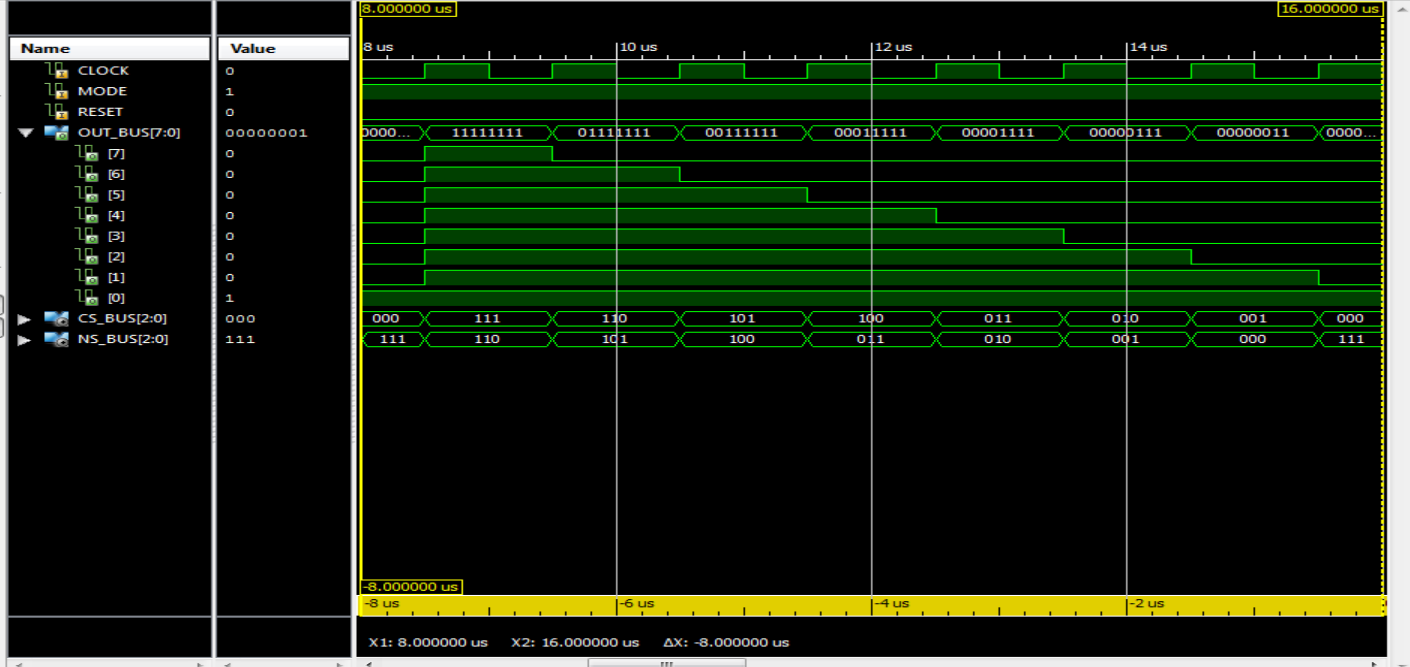 8.000000 us 16.000000 us
Name Value
8 us 10 us 12 us 14 us
CLOCK 0
MODE 1
RESET 0
OUT_BUS[7:0] 00000001 0000... 11111111 01111111 00111111 00011111 00001111 00000111 00000011 0000...
[7] 0
[6] 0
[5] 0
[4] 0
[3] 0
[2] 0
[1] 0
[0] 1
CS_BUS[2:0] 000 000 111 110 101 100 011 010 001 000
NS_BUS[2:0] 111 111 110 101 100 011 010 001 000 111
-8.000000 us
-8 us -6 us -4 us -2 us
X1: 8.000000 us X2: 16.000000 us ΔX: -8.000000 us